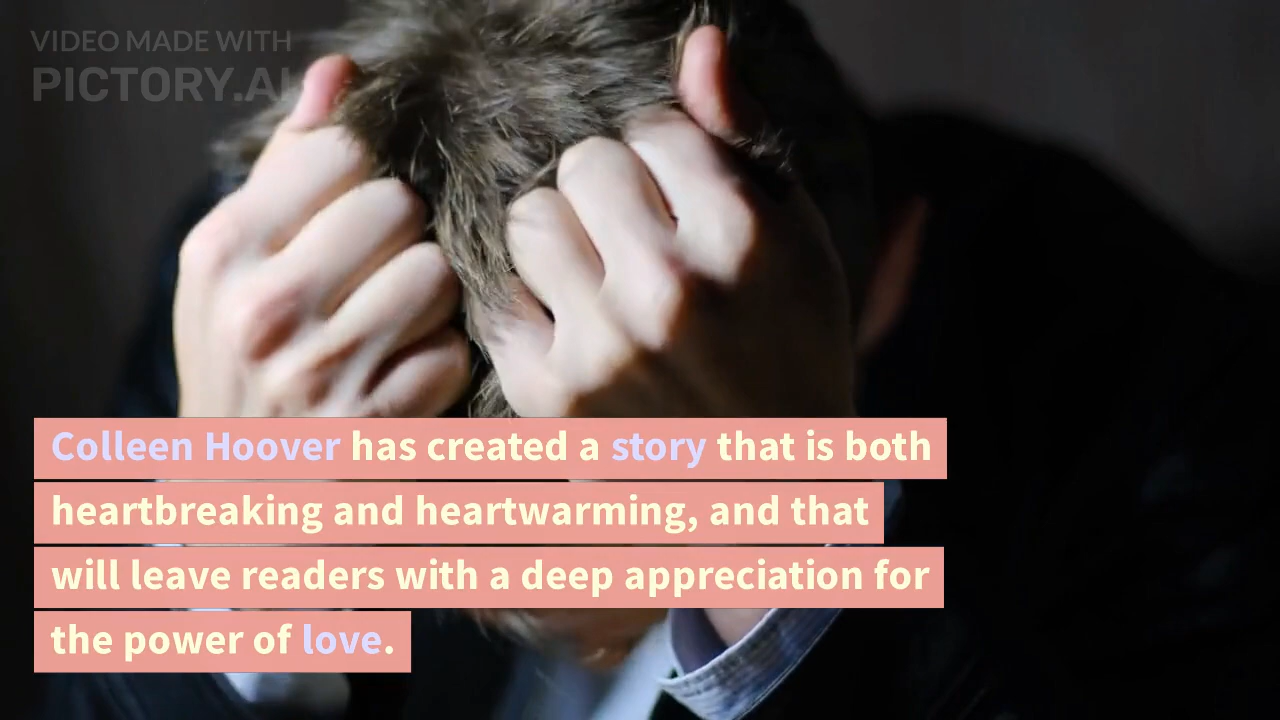 VIDEO MADE WITH
PICTORY.AI
Colleen Hoover has created a story that is both
heartbreaking and heartwarming, and that
will leave readers with a deep appreciation for
the power of love.